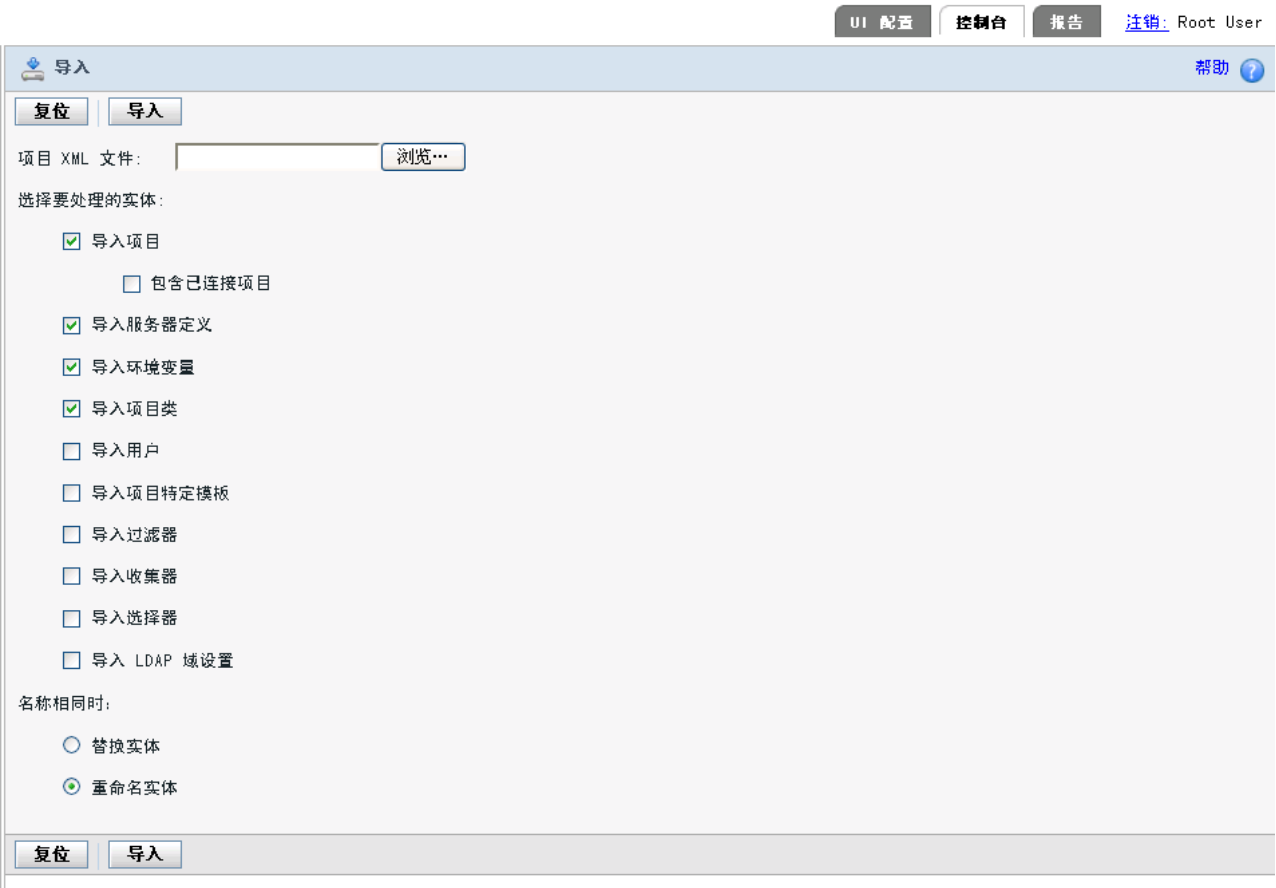 UI 配置 控制台 报告 注销: Root User
导入 帮助 ?
复位 导入
项目 XML 文件: 浏览…
选择要处理的实体:
导入项目
包含已连接项目
导入服务器定义
导入环境变量
导入项目类
导入用户
导入项目特定模板
导入过滤器
导入收集器
导入选择器
导入 LDAP 域设置
名称相同时:
替换实体
重命名实体
复位 导入